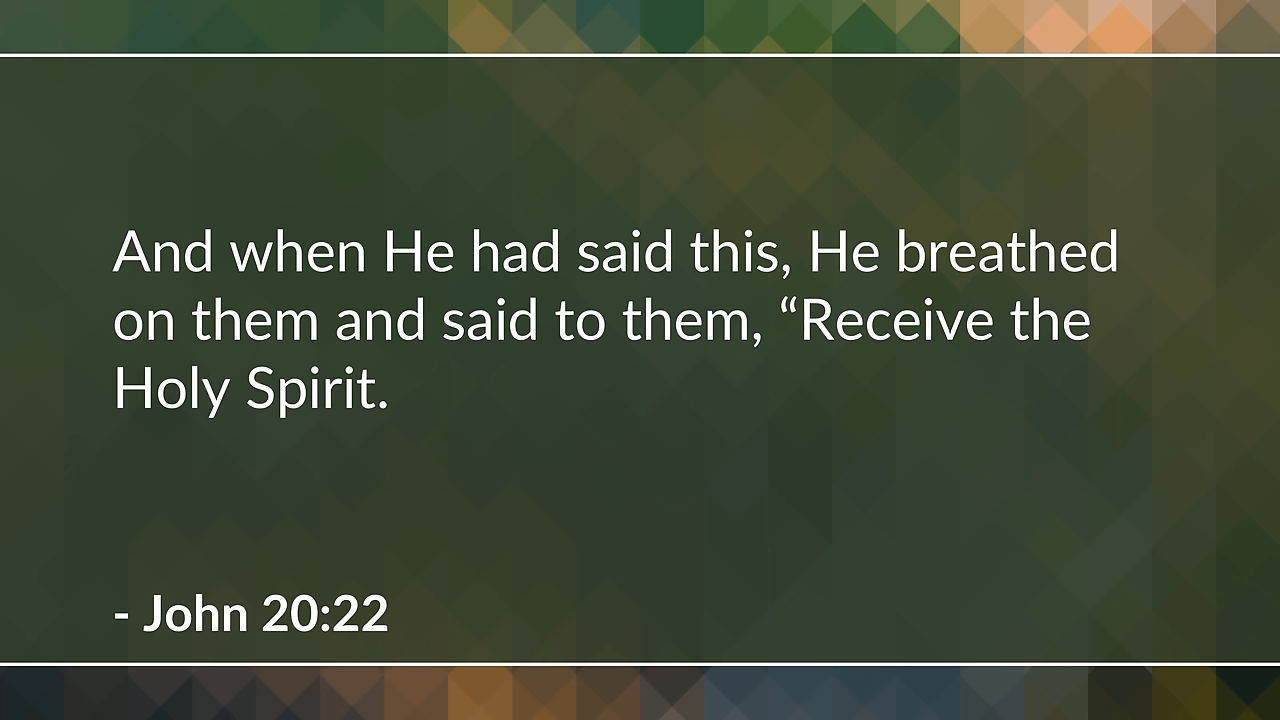 And when He had said this, He breathed
on them and said to them, “Receive the
Holy Spirit.
- John 20:22